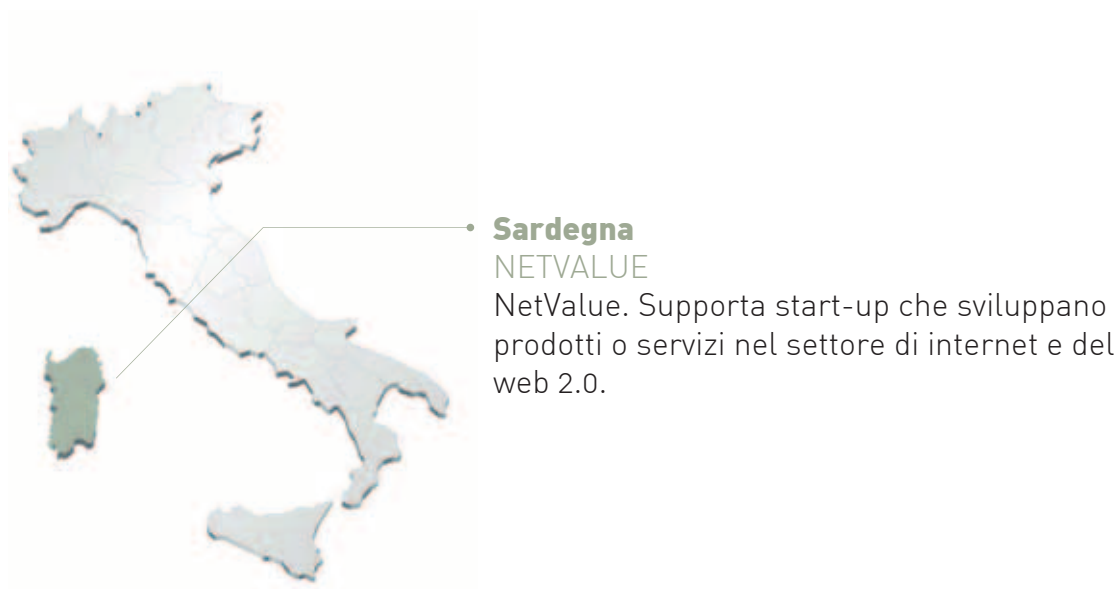 Sardegna
NETVALUE
NetValue. Supporta start-up che sviluppano
prodotti o servizi nel settore di internet e del
web 2.0.